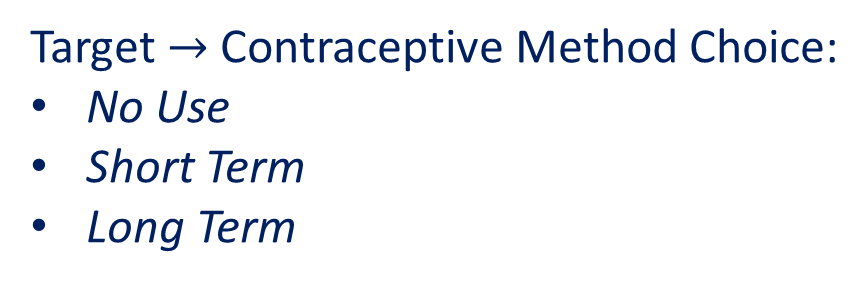 Target → Contraceptive Method Choice:
• No Use
• Short Term
• Long Term